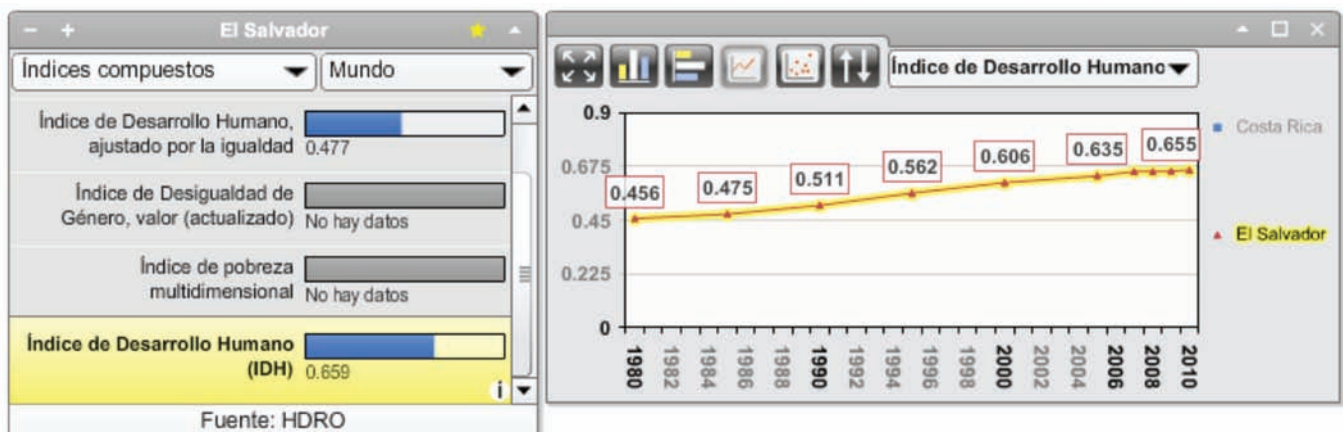 El Salvador
Índices compuestos
Mundo
Índice de Desarrollo Humano,
ajustado por la igualdad
0.477
Índice de Desigualdad de
Género, valor (actualizado)
No hay datos
Índice de pobreza
multidimensional
No hay datos
Índice de Desarrollo Humano
(IDH)
0.659
i
Fuente: HDRO
Índice de Desarrollo Humano
0.9
0.675
0.45
0.225
0
0.456
0.475
0.511
0.562
0.606
0.635
0.655
1980
1982
1984
1986
1988
1990
1992
1994
1996
1998
2000
2002
2004
2006
2008
2010
Costa Rica
El Salvador